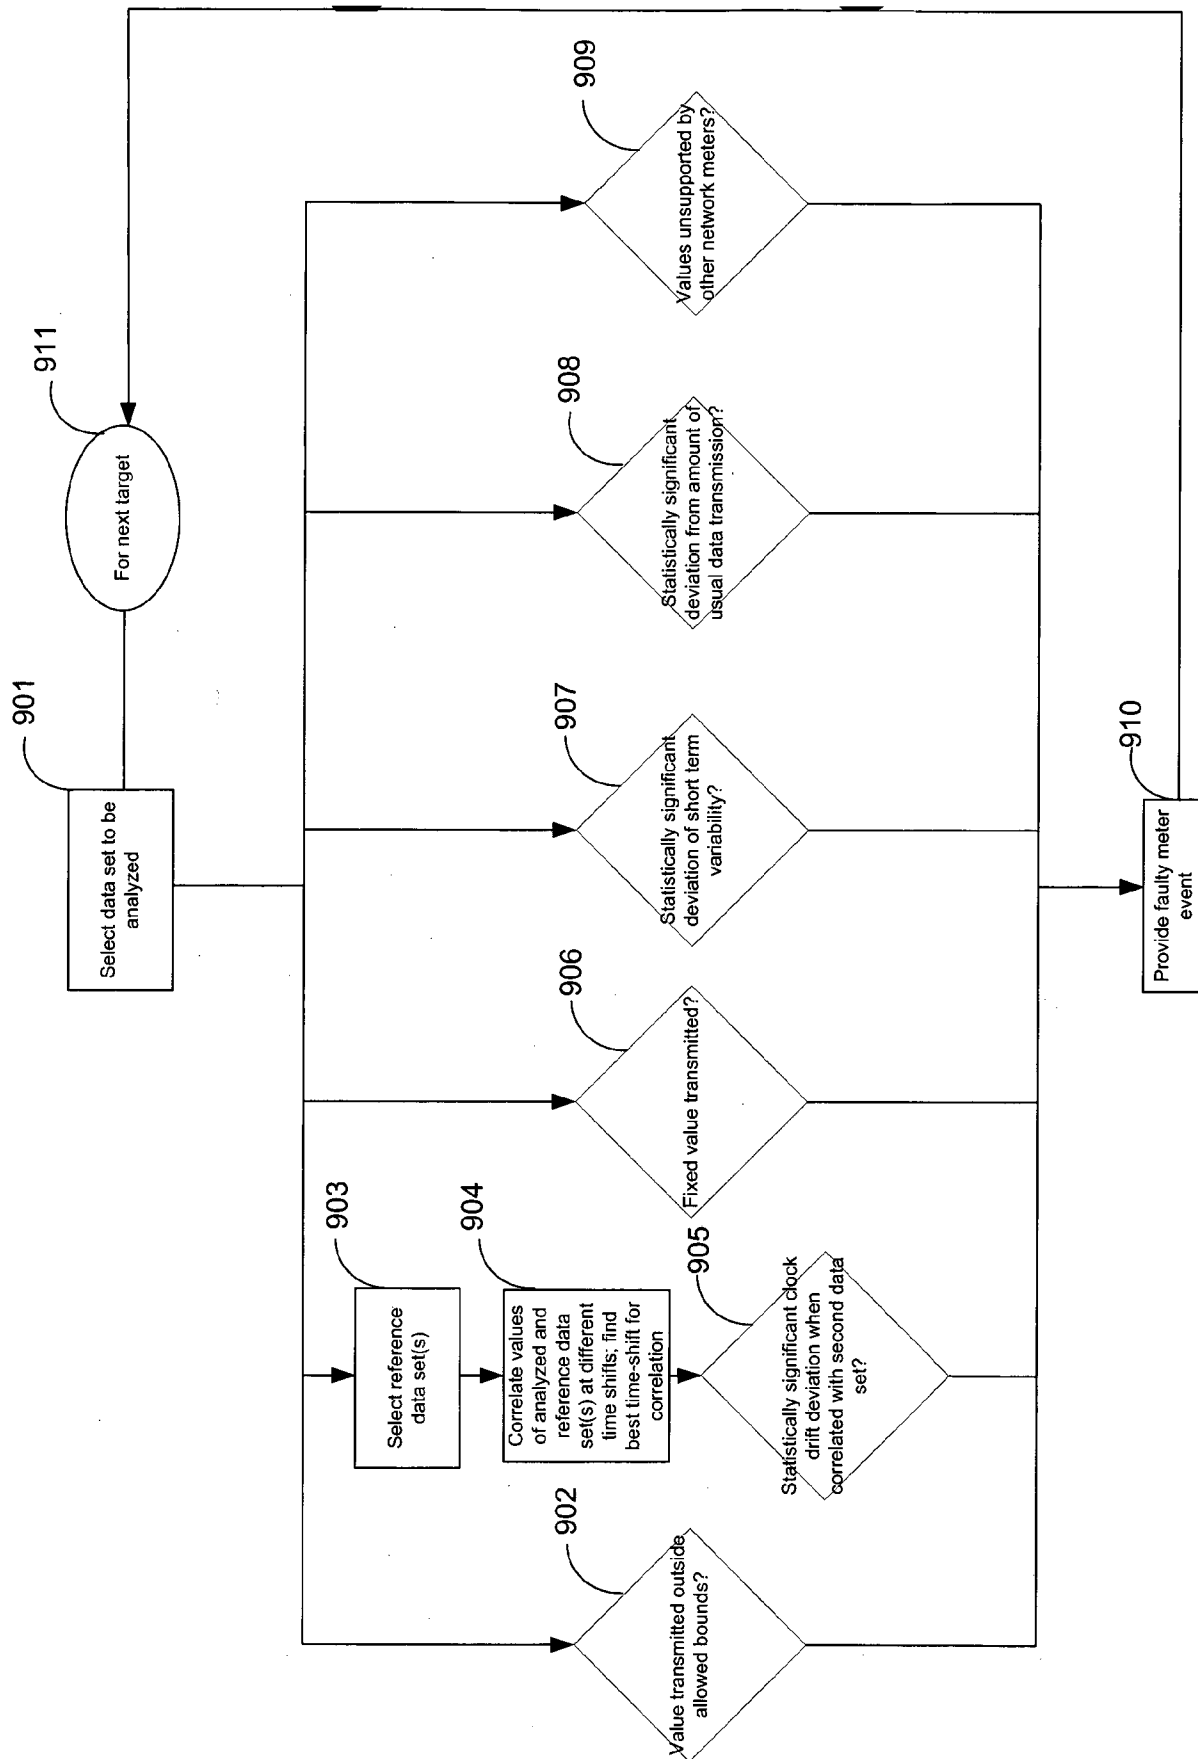 901
Select data set to be
analyzed
911
For next target
902
Value transmitted outside
allowed bounds?
903
Select reference
data set(s)
904
Correlate values
of analyzed and
reference data
set(s) at different
time shifts; find
best time-shift for
correlation
905
Statistically significant clock
drift deviation when
correlated with second data
set?
906
Fixed value transmitted?
907
Statistically significant
deviation of short term
variability?
908
Statistically significant
deviation from amount of
usual data transmission?
909
Values unsupported by
other network meters?
910
Provide faulty meter
event